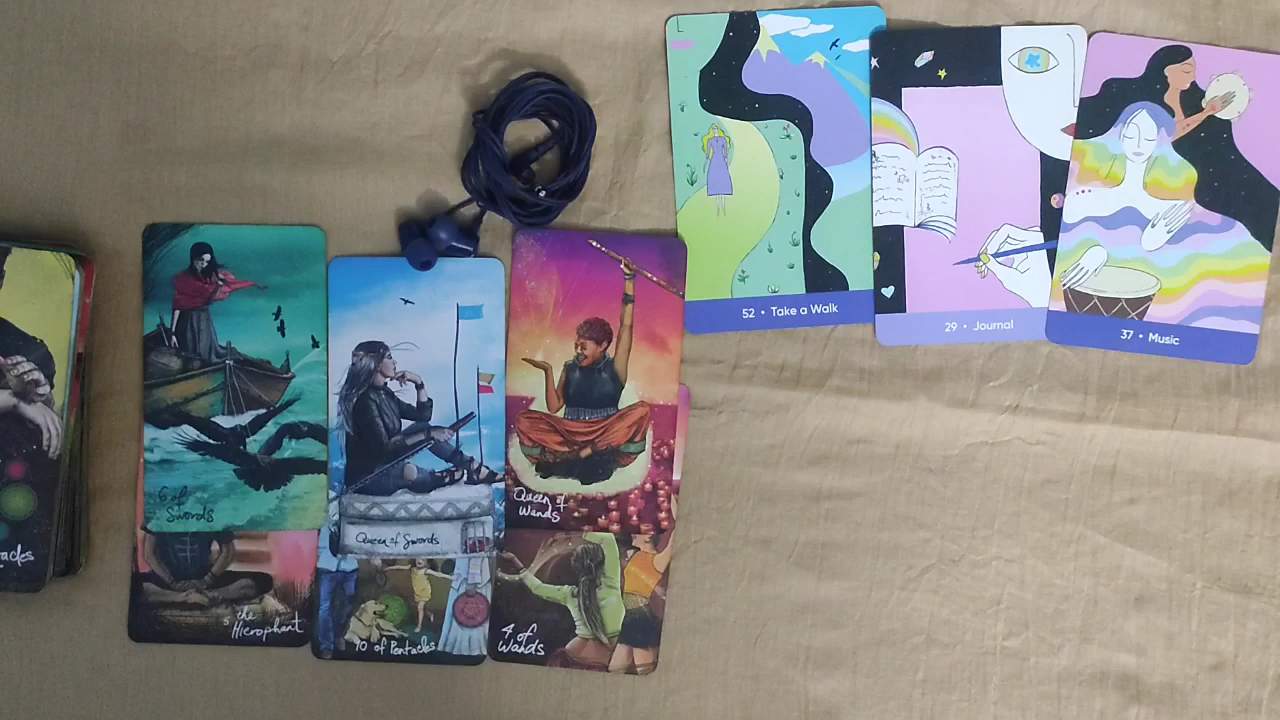 52 • Take a Walk
29 • Journal
37 • Music
6 of
Swords
Queen of Swords
Queen of
Wands
5 the
Hierophant
10 of Pentacles
4 of
Wands